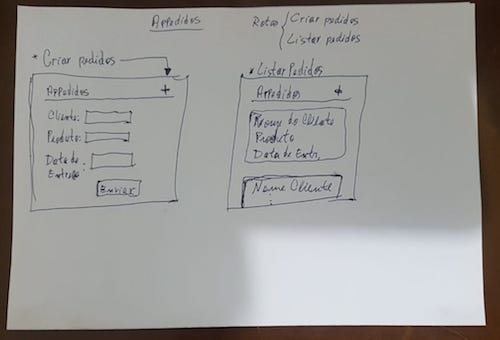 Appedidos
Rotas { Criar pedidos
Listar pedidos
* Criar pedidos
Appedidos +
Cliente:
Produto:
Data de
Entrega:
Enviar
* Listar Pedidos
Appedidos +
Nome do Cliente
Produto
Data de Entr.
Nome Cliente
: